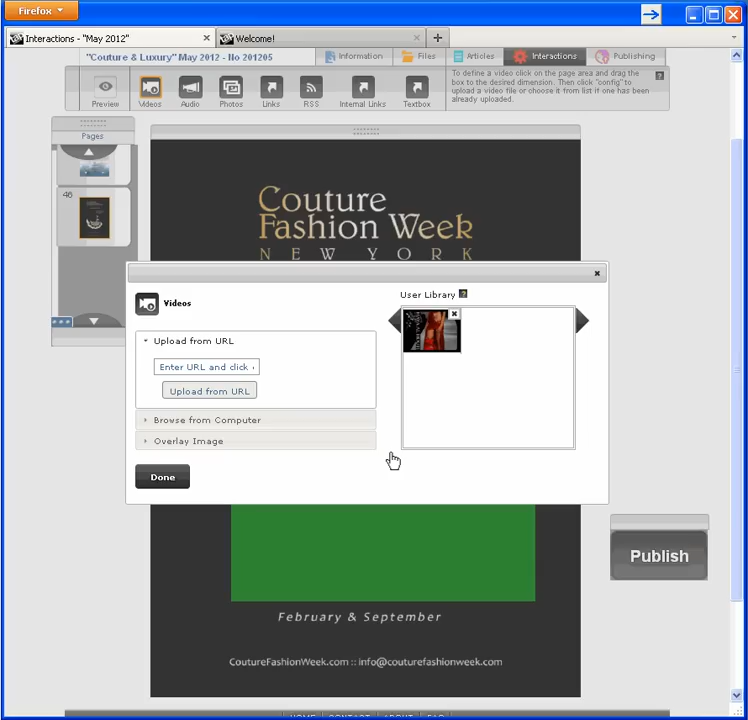 Firefox
Interactions - "May 2012"
Welcome!
"Couture & Luxury" May 2012 - No 201205
Information
Files
Articles
Interactions
Publishing
Preview
Videos
Audio
Photos
Links
RSS
Internal Links
Textbox
To define a video click on the page area and drag the
box to the desired dimension. Then click "config" to
upload a video file or choose it from list if one has been
already uploaded.
?
Pages
46
Couture
Fashion Week
NEW YORK
Videos
User Library ?
Upload from URL
Enter URL and click
Upload from URL
Browse from Computer
Overlay Image
Done
Publish
February & September
CoutureFashionWeek.com :: info@couturefashionweek.com
HOME CONTACT ABOUT FAQ